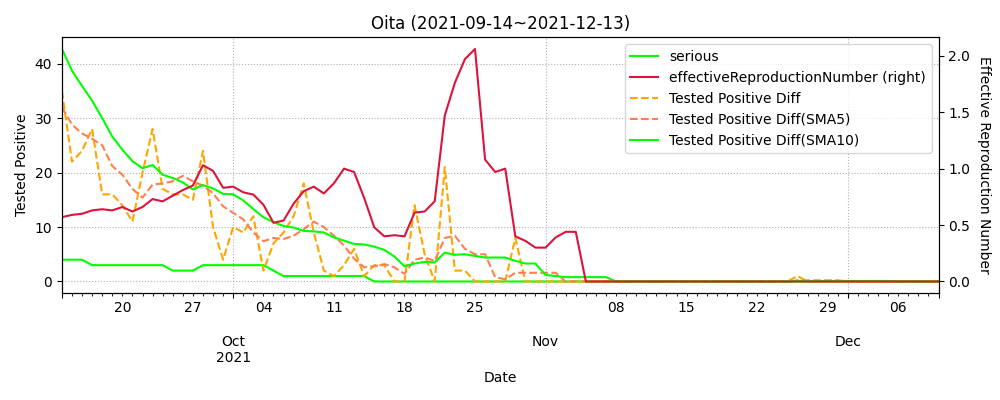 Oita (2021-09-14~2021-12-13)
serious
effectiveReproductionNumber (right)
Tested Positive Diff
Tested Positive Diff(SMA5)
Tested Positive Diff(SMA10)
Tested Positive
40
30
20
10
0
Effective Reproduction Number
2.0
1.5
1.0
0.5
0.0
20 27 04 11 18 25 08 15 22 29 06
Oct Nov Dec
2021
Date